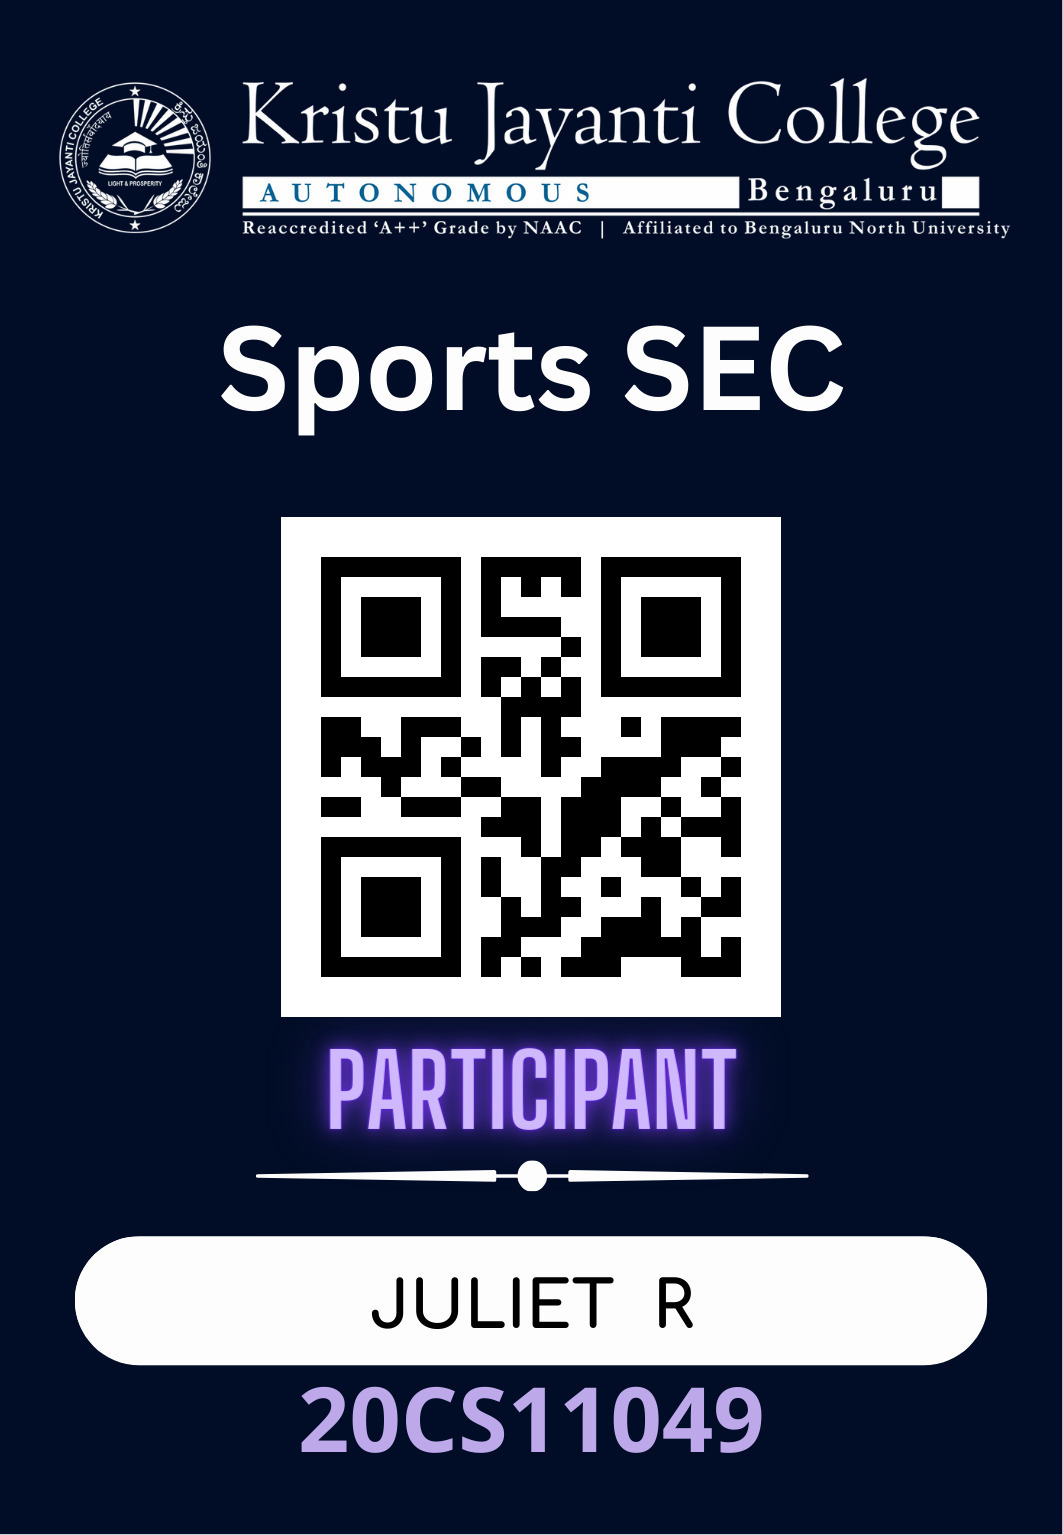 Kristu Jayanti College
AUTONOMOUS Bengaluru
Reaccredited ‘A++’ Grade by NAAC | Affiliated to Bengaluru North University
KRISTU JAYANTI COLLEGE
ಕ್ರಿಸ್ತು ಜಯಂತಿ ಕಾಲೇಜು
LIGHT & PROSPERITY
Sports SEC
PARTICIPANT
JULIET R
20CS11049